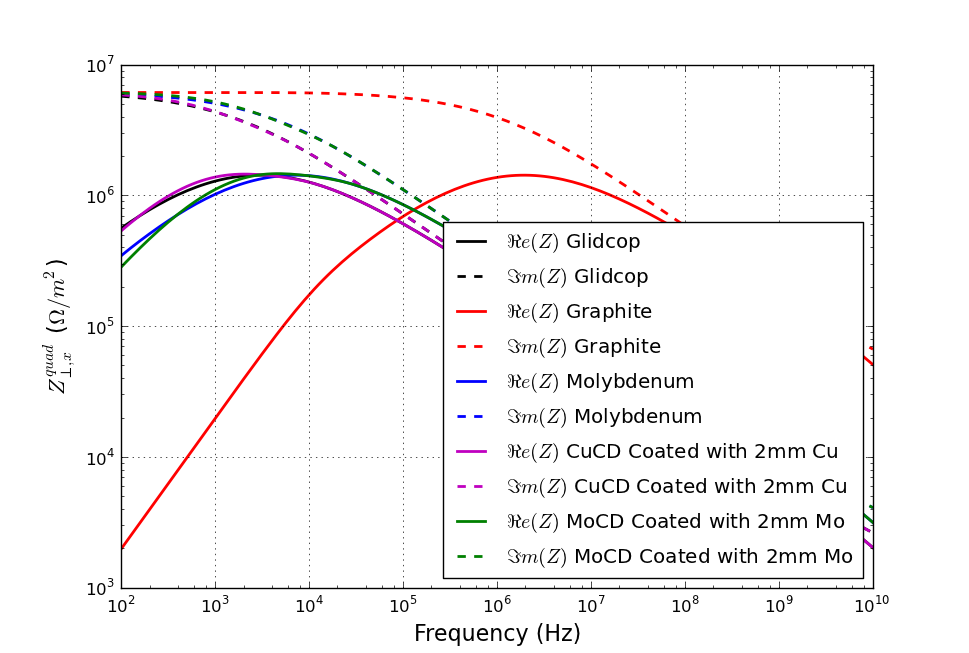 10^7
10^6
10^5
10^4
10^3
Z_{⊥,x}^{quad} (Ω/m^2)
ℜe(Z) Glidcop
ℑm(Z) Glidcop
ℜe(Z) Graphite
ℑm(Z) Graphite
ℜe(Z) Molybdenum
ℑm(Z) Molybdenum
ℜe(Z) CuCD Coated with 2mm Cu
ℑm(Z) CuCD Coated with 2mm Cu
ℜe(Z) MoCD Coated with 2mm Mo
ℑm(Z) MoCD Coated with 2mm Mo
10^2 10^3 10^4 10^5 10^6 10^7 10^8 10^9 10^{10}
Frequency (Hz)